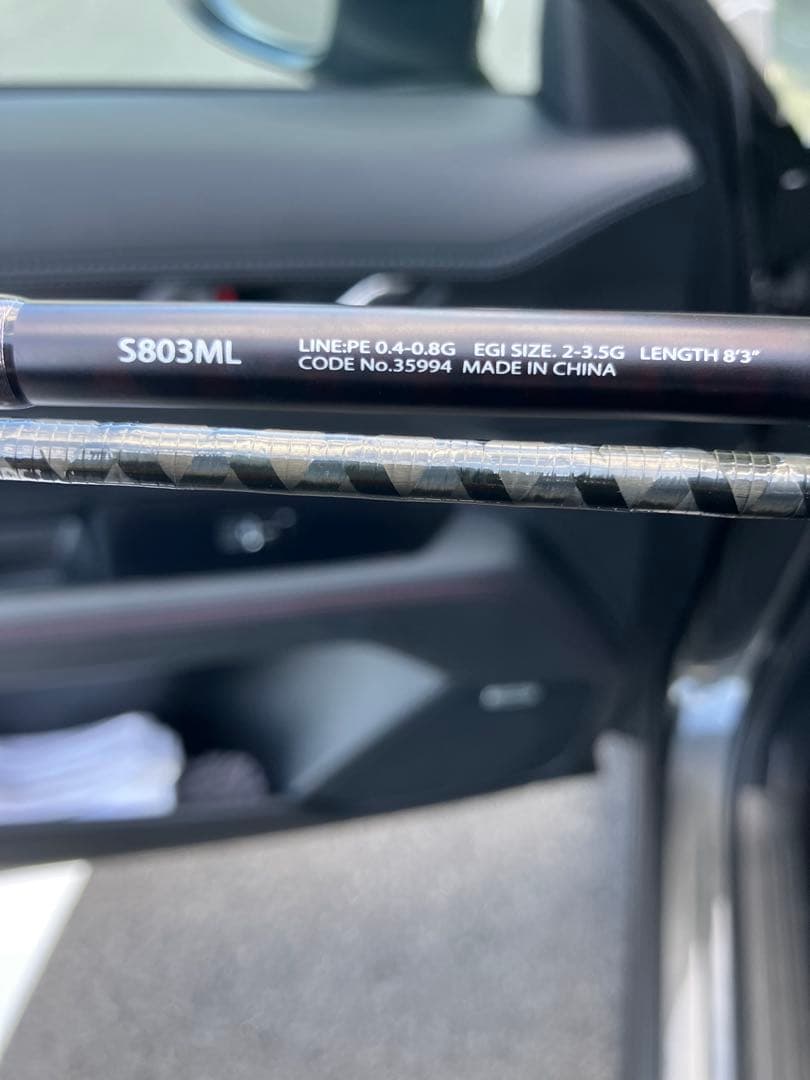 S803ML
LINE:PE 0.4-0.8G EGI SIZE. 2-3.5G LENGTH 8'3"
CODE No.35994 MADE IN CHINA